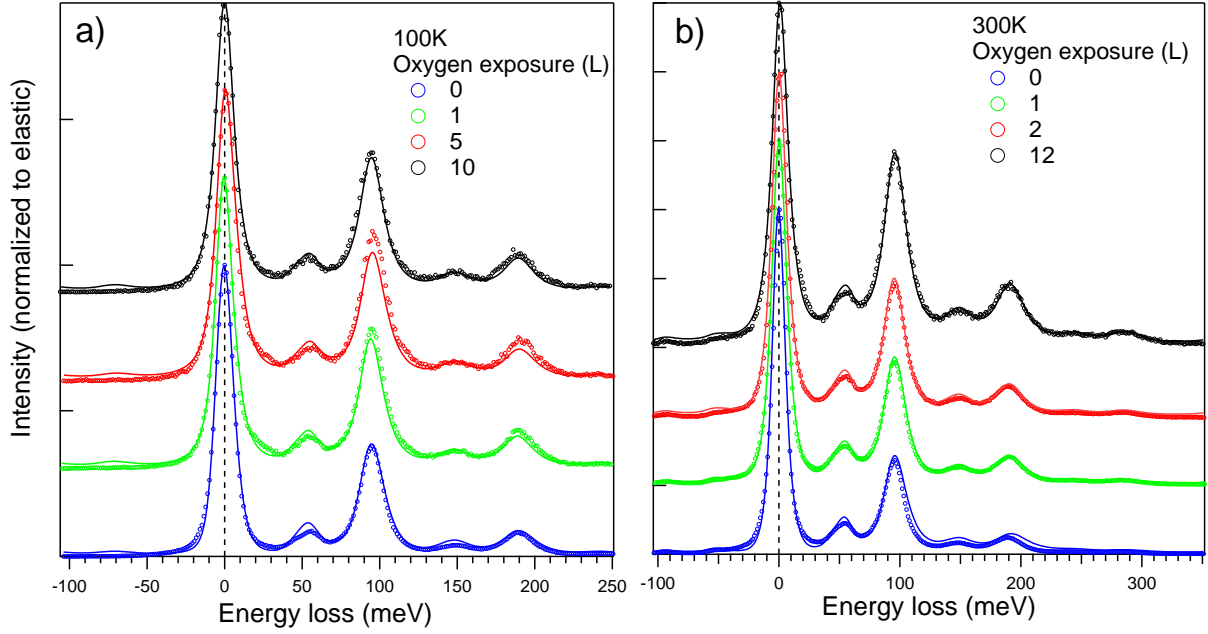 a)
100K
Oxygen exposure (L)
0
1
5
10
Intensity (normalized to elastic)
-100 -50 0 50 100 150 200 250
Energy loss (meV)
b)
300K
Oxygen exposure (L)
0
1
2
12
-100 0 100 200 300
Energy loss (meV)